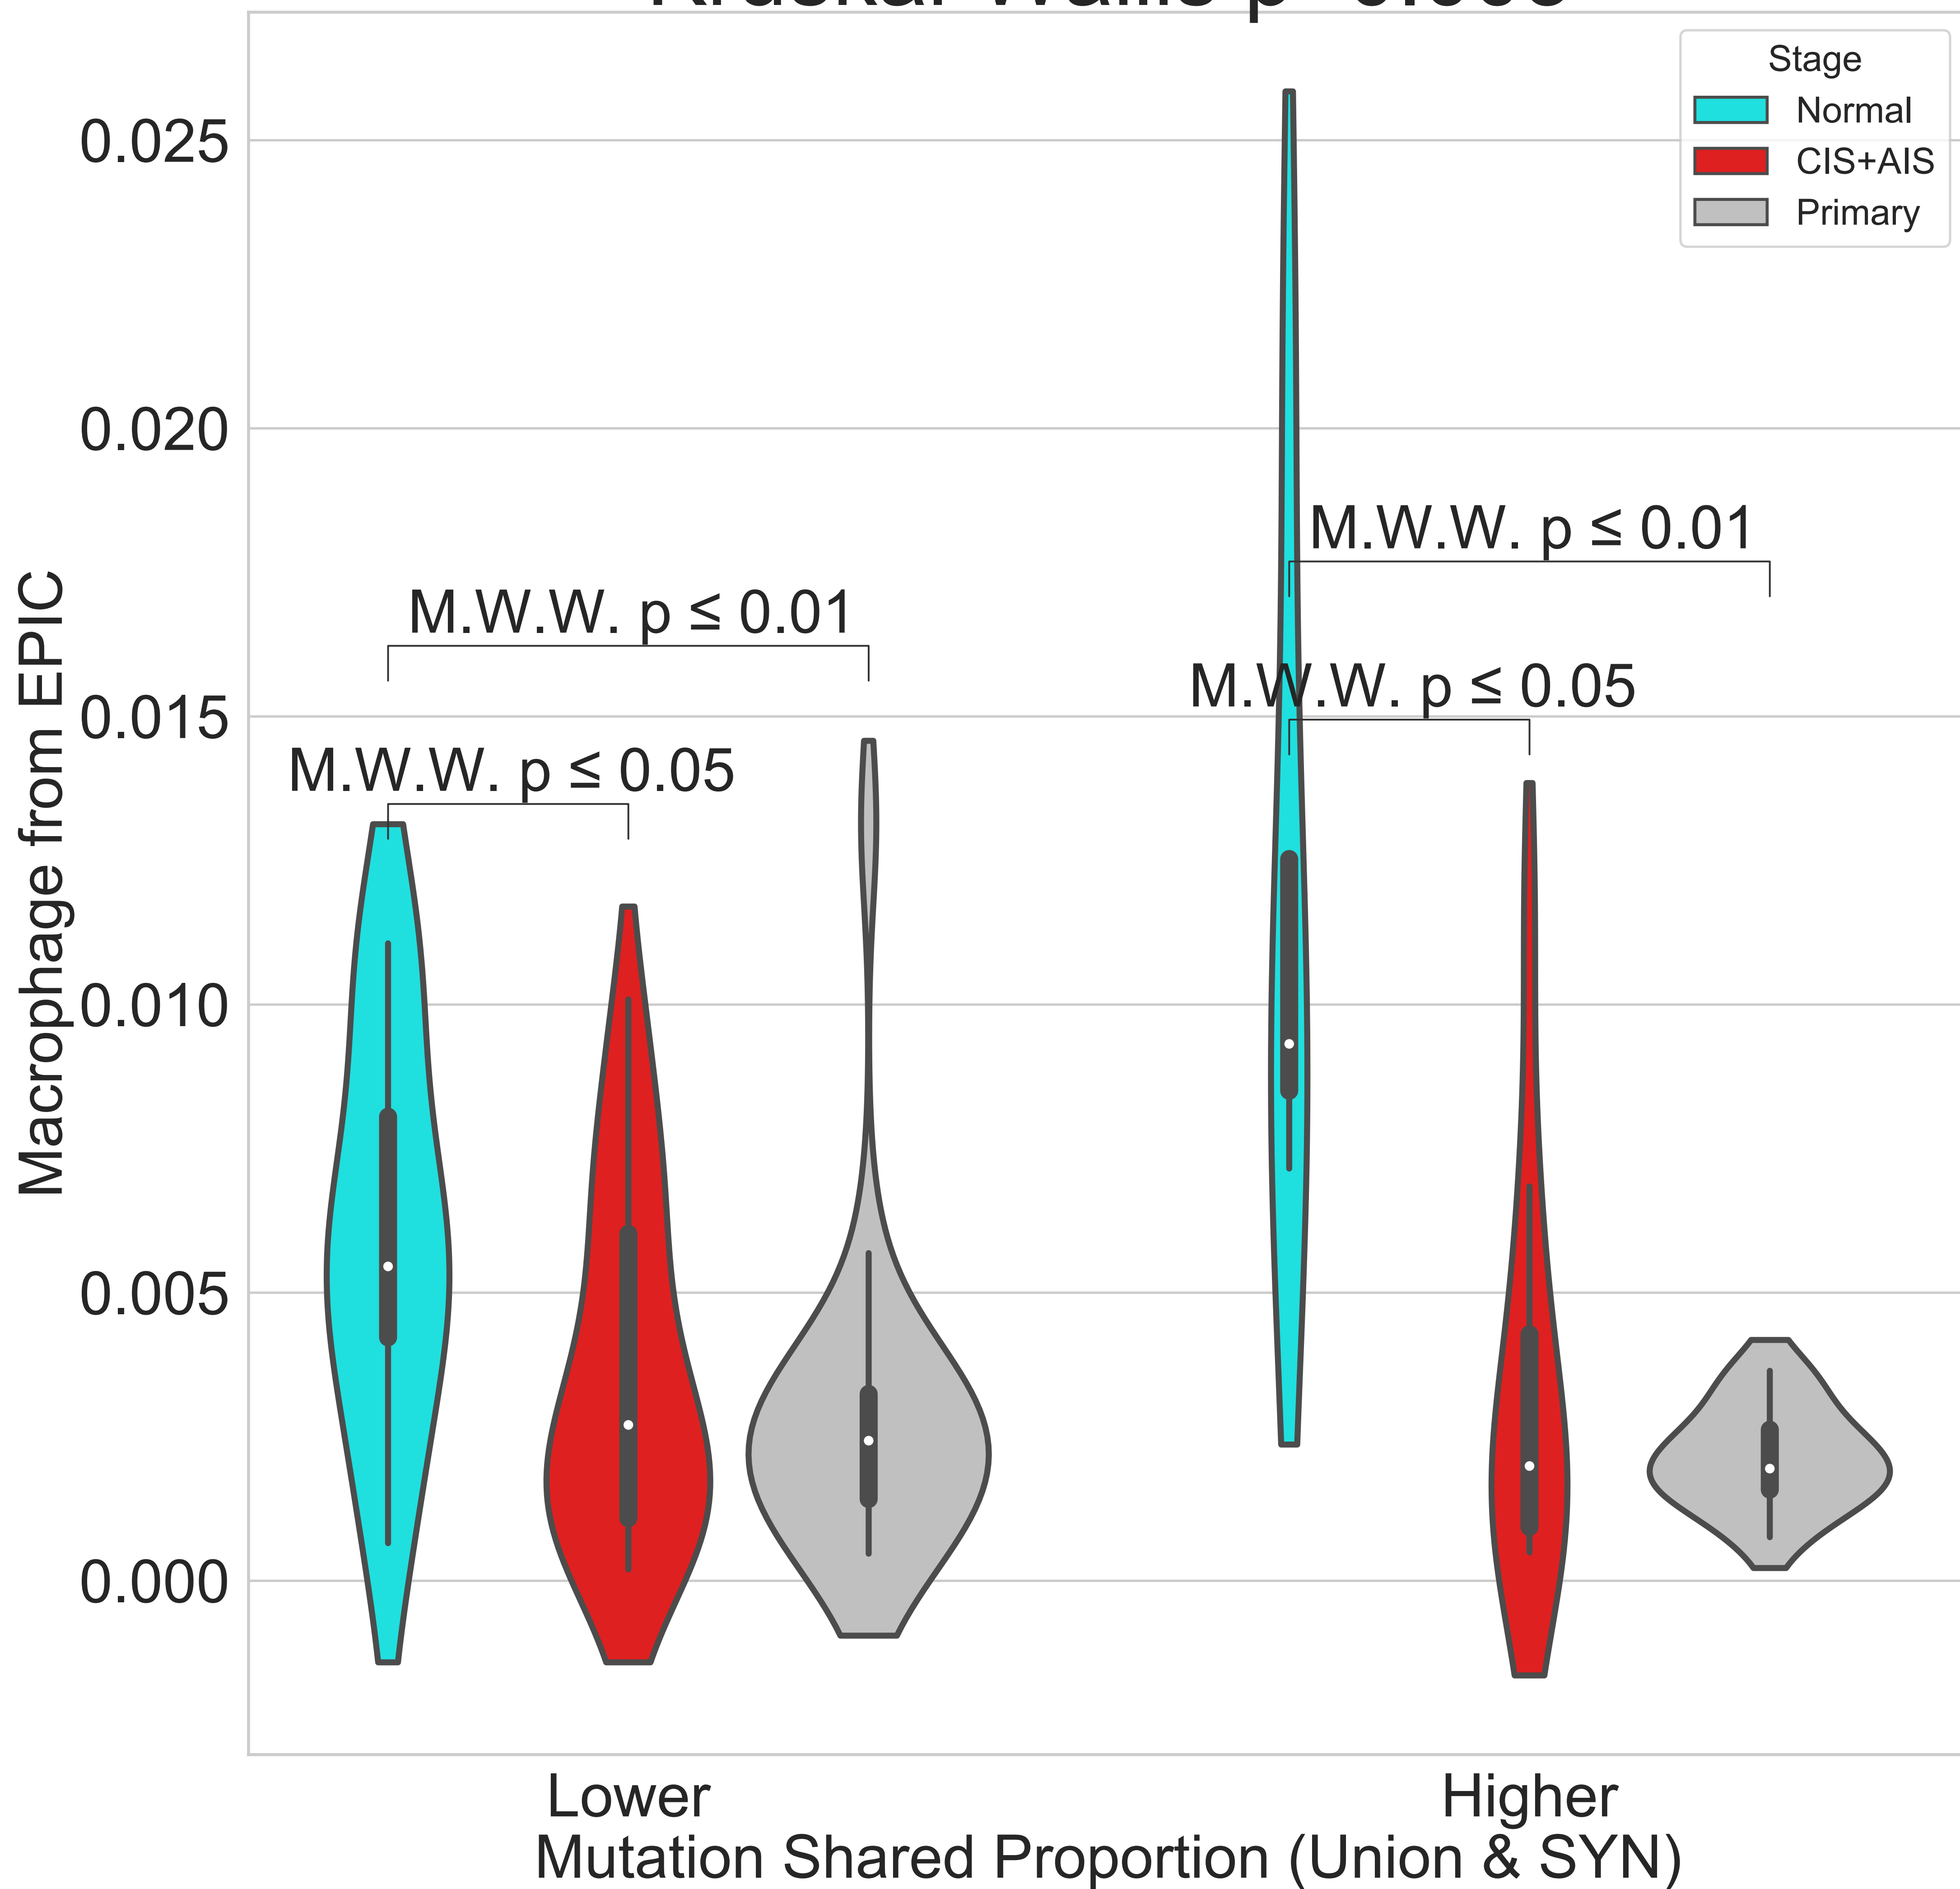 Stage
Normal
CIS+AIS
Primary
0.025
0.020
0.015
0.010
0.005
0.000
Macrophage from EPIC
M.W.W. p ≤ 0.01
M.W.W. p ≤ 0.05
M.W.W. p ≤ 0.01
M.W.W. p ≤ 0.05
Lower
Higher
Mutation Shared Proportion (Union & SYN)